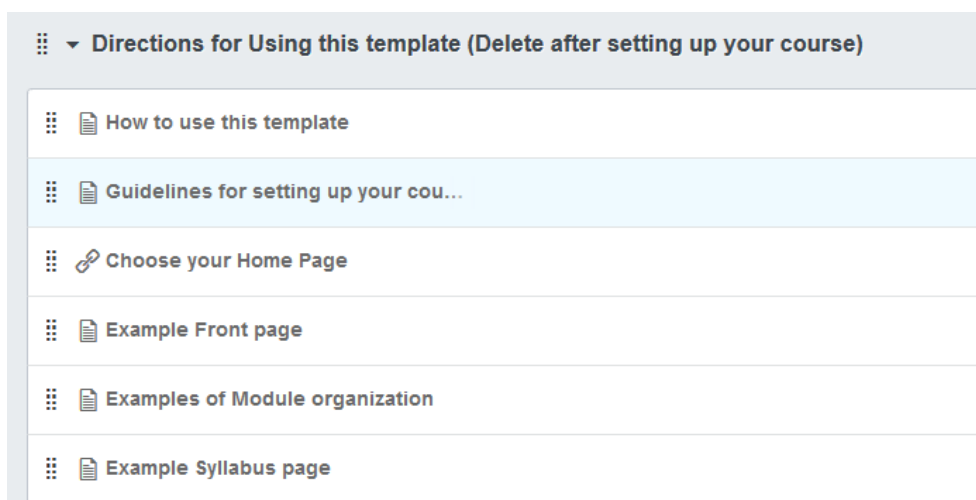 Directions for Using this template (Delete after setting up your course)
How to use this template
Guidelines for setting up your cou...
Choose your Home Page
Example Front page
Examples of Module organization
Example Syllabus page